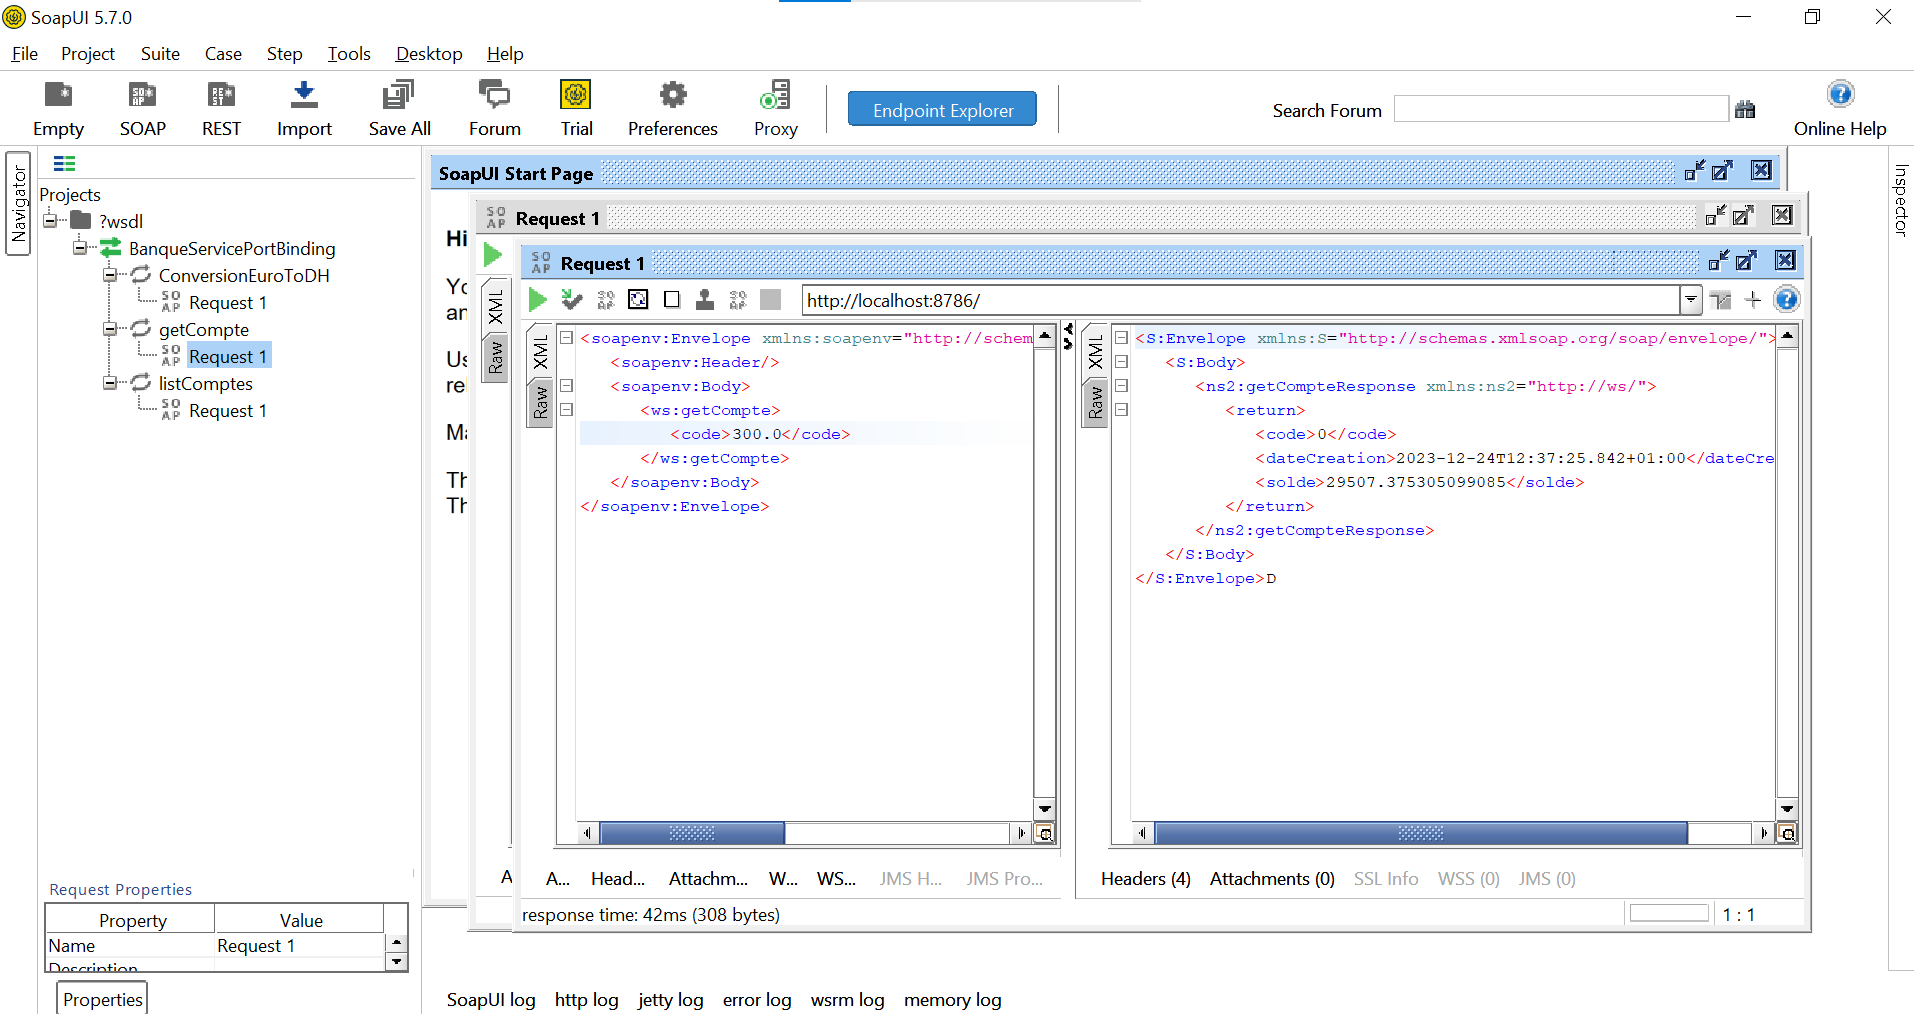 SoapUI 5.7.0
File Project Suite Case Step Tools Desktop Help
Empty SOAP REST Import Save All Forum Trial Preferences Proxy
Endpoint Explorer
Search Forum
Online Help
Navigator
Projects
?wsdl
BanqueServicePortBinding
ConversionEuroToDH
Request 1
getCompte
Request 1
listComptes
Request 1
Request Properties
Property Value
Name Request 1
Description
Properties
SoapUI Start Page
Hi
Request 1
XML
Raw
Request 1
http://localhost:8786/
XML
Raw
<soapenv:Envelope xmlns:soapenv="http://schem
<soapenv:Header/>
<soapenv:Body>
<ws:getCompte>
<code>300.0</code>
</ws:getCompte>
</soapenv:Body>
</soapenv:Envelope>
XML
Raw
<S:Envelope xmlns:S="http://schemas.xmlsoap.org/soap/envelope/">
<S:Body>
<ns2:getCompteResponse xmlns:ns2="http://ws/">
<return>
<code>0</code>
<dateCreation>2023-12-24T12:37:25.842+01:00</dateCre
<solde>29507.375305099085</solde>
</return>
</ns2:getCompteResponse>
</S:Body>
</S:Envelope>D
A
A... Head... Attachm... W... WS... JMS H... JMS Pro...
Headers (4) Attachments (0) SSL Info WSS (0) JMS (0)
response time: 42ms (308 bytes)
1 : 1
SoapUI log http log jetty log error log wsrm log memory log
Inspector